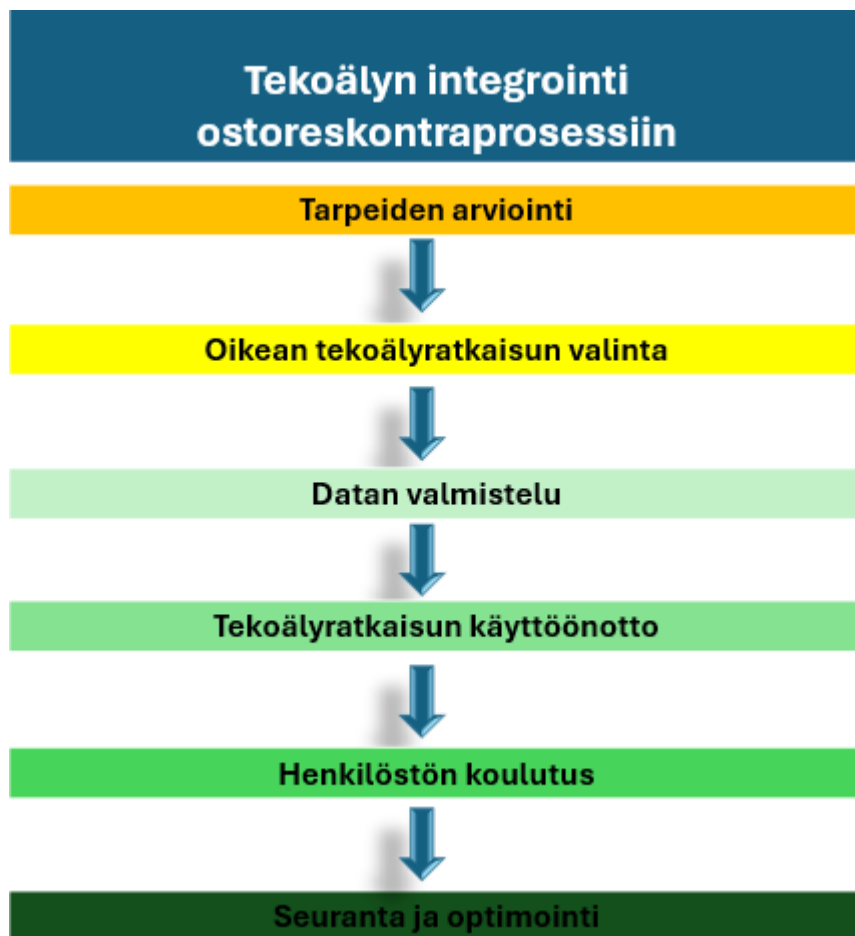 Tekoälyn integrointi
ostoreskontraprosessiin
Tarpeiden arviointi
Oikean tekoälyratkaisun valinta
Datan valmistelu
Tekoälyratkaisun käyttöönotto
Henkilöstön koulutus
Seuranta ja optimointi